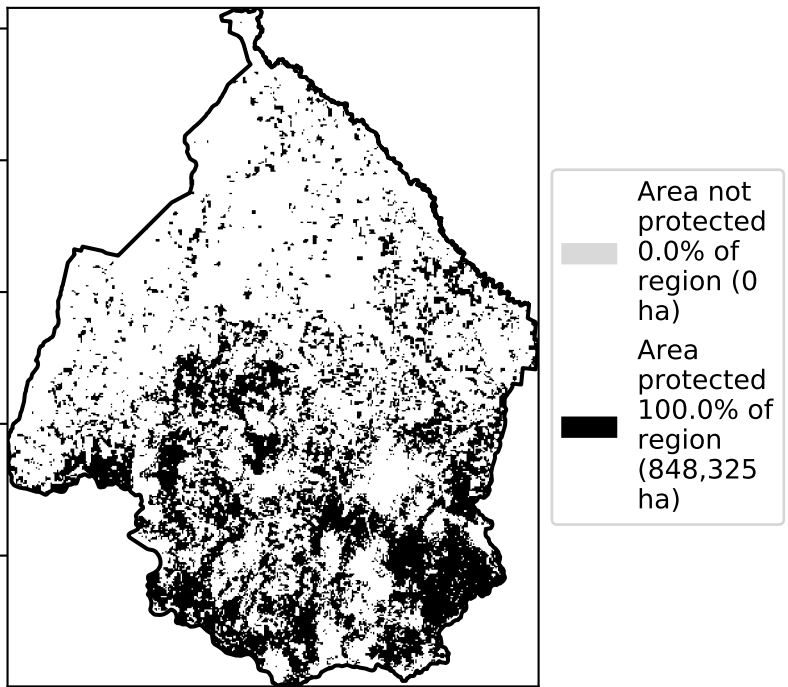 Area not
protected
0.0% of
region (0
ha)
Area
protected
100.0% of
region
(848,325
ha)